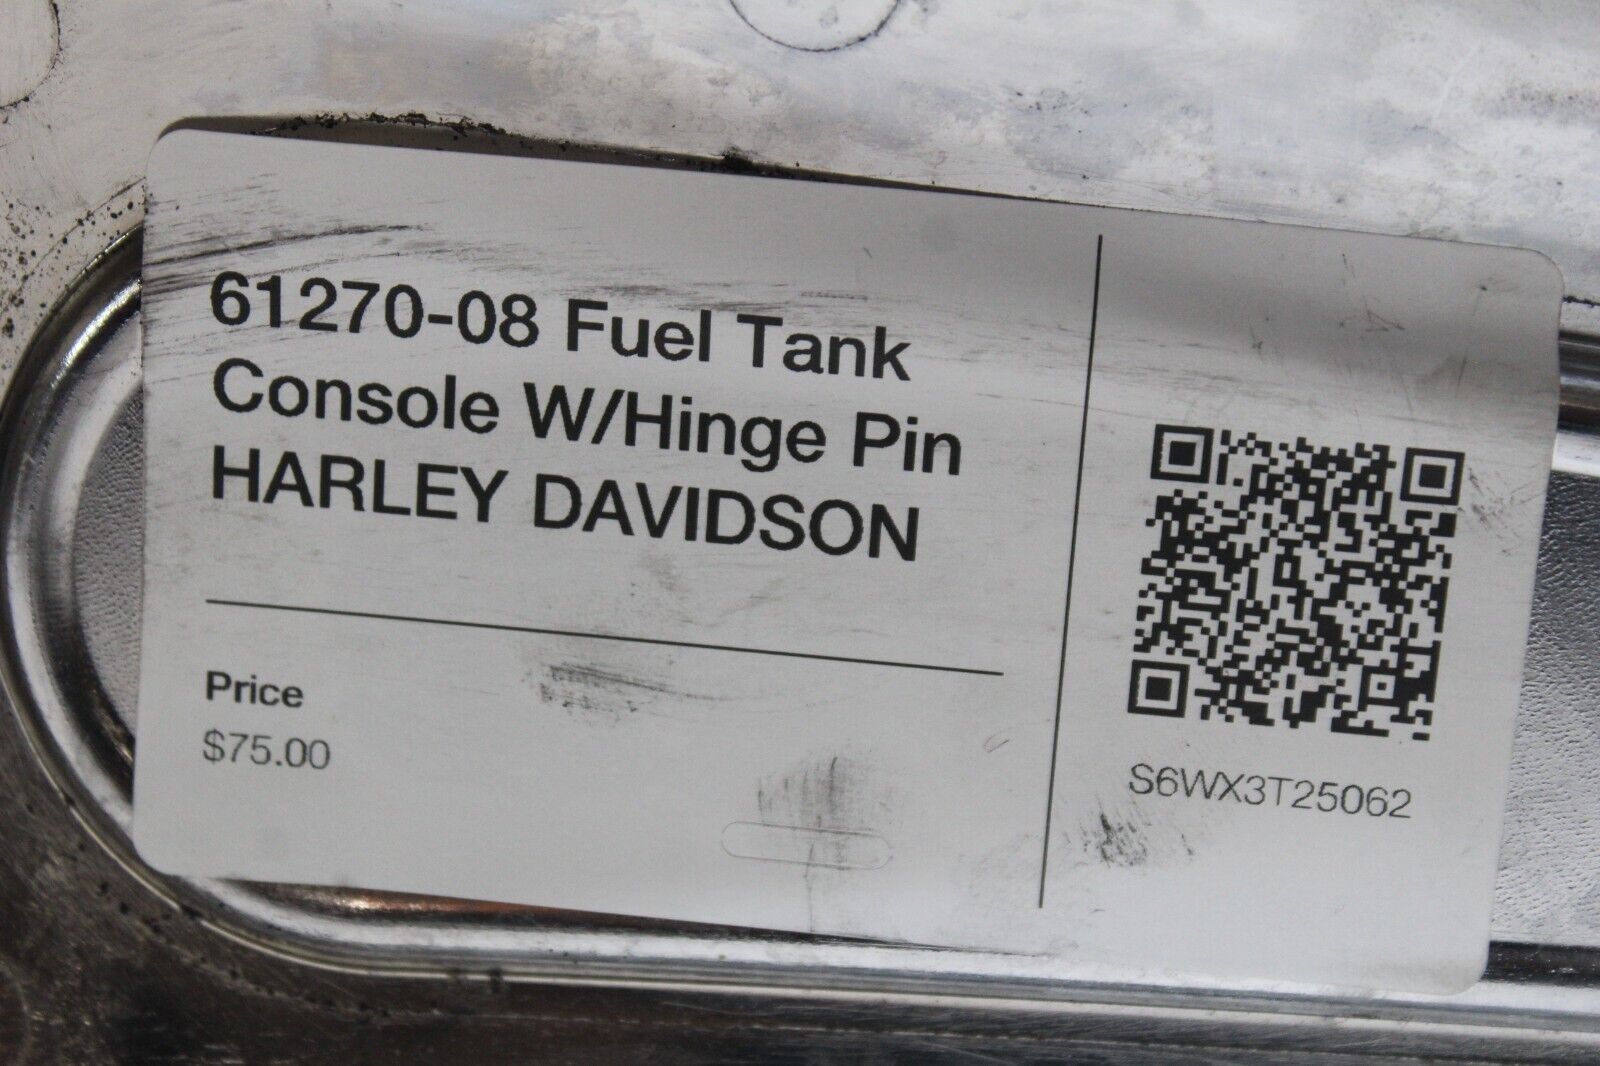 61270-08 Fuel Tank
Console W/Hinge Pin
HARLEY DAVIDSON
Price
$75.00
S6WX3T25062